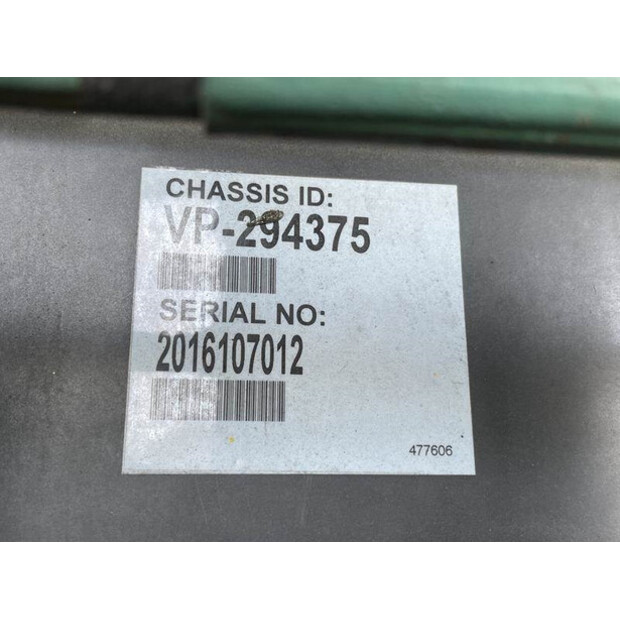 CHASSIS ID:
VP-294375
SERIAL NO:
2016107012
477606